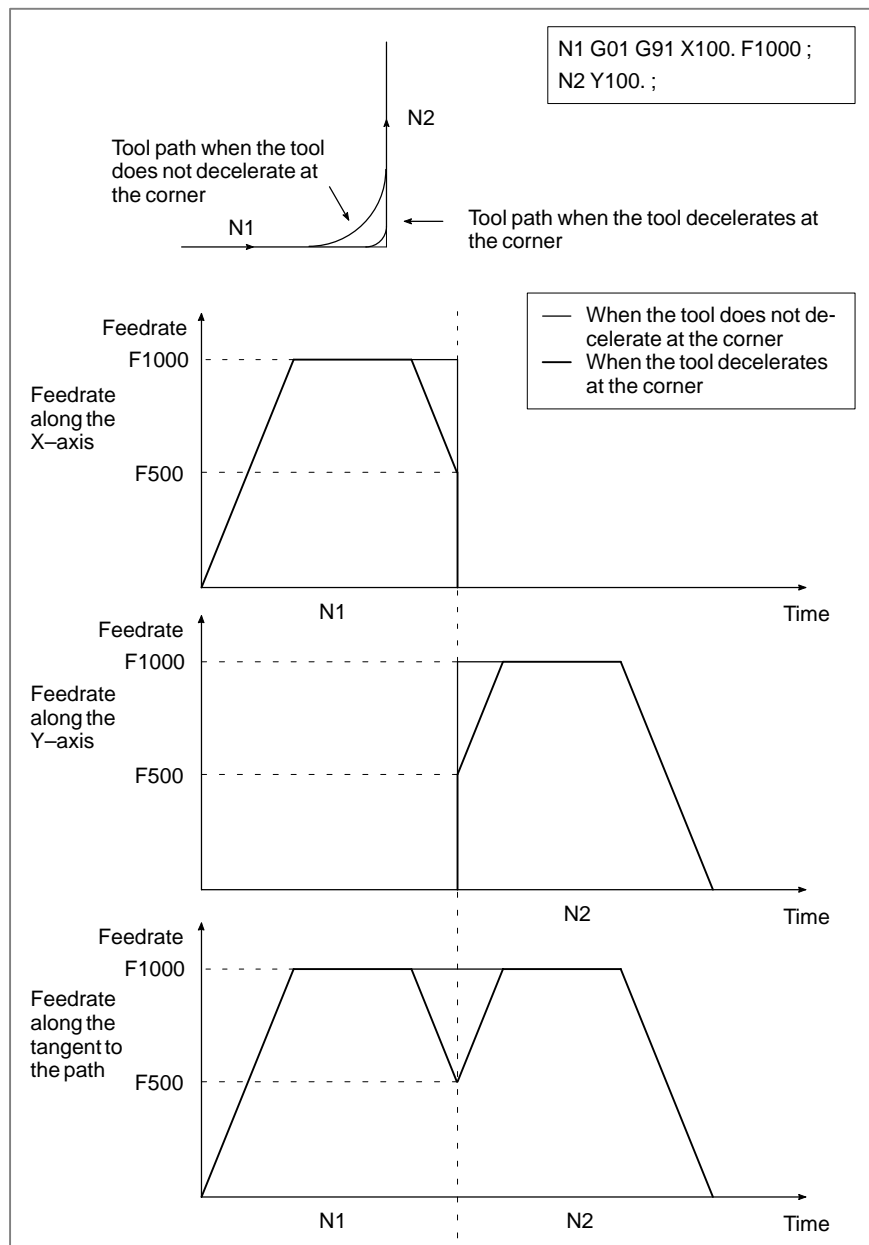 N1 G01 G91 X100. F1000 ;
N2 Y100. ;
N2
Tool path when the tool
does not decelerate at
the corner
N1
Tool path when the tool decelerates at
the corner
When the tool does not de-
celerate at the corner
When the tool decelerates
at the corner
Feedrate
F1000
Feedrate
along the
X–axis
F500
N1
Time
Feedrate
F1000
Feedrate
along the
Y–axis
F500
N2
Time
Feedrate
F1000
Feedrate
along the
tangent to
the path
F500
N1
N2
Time